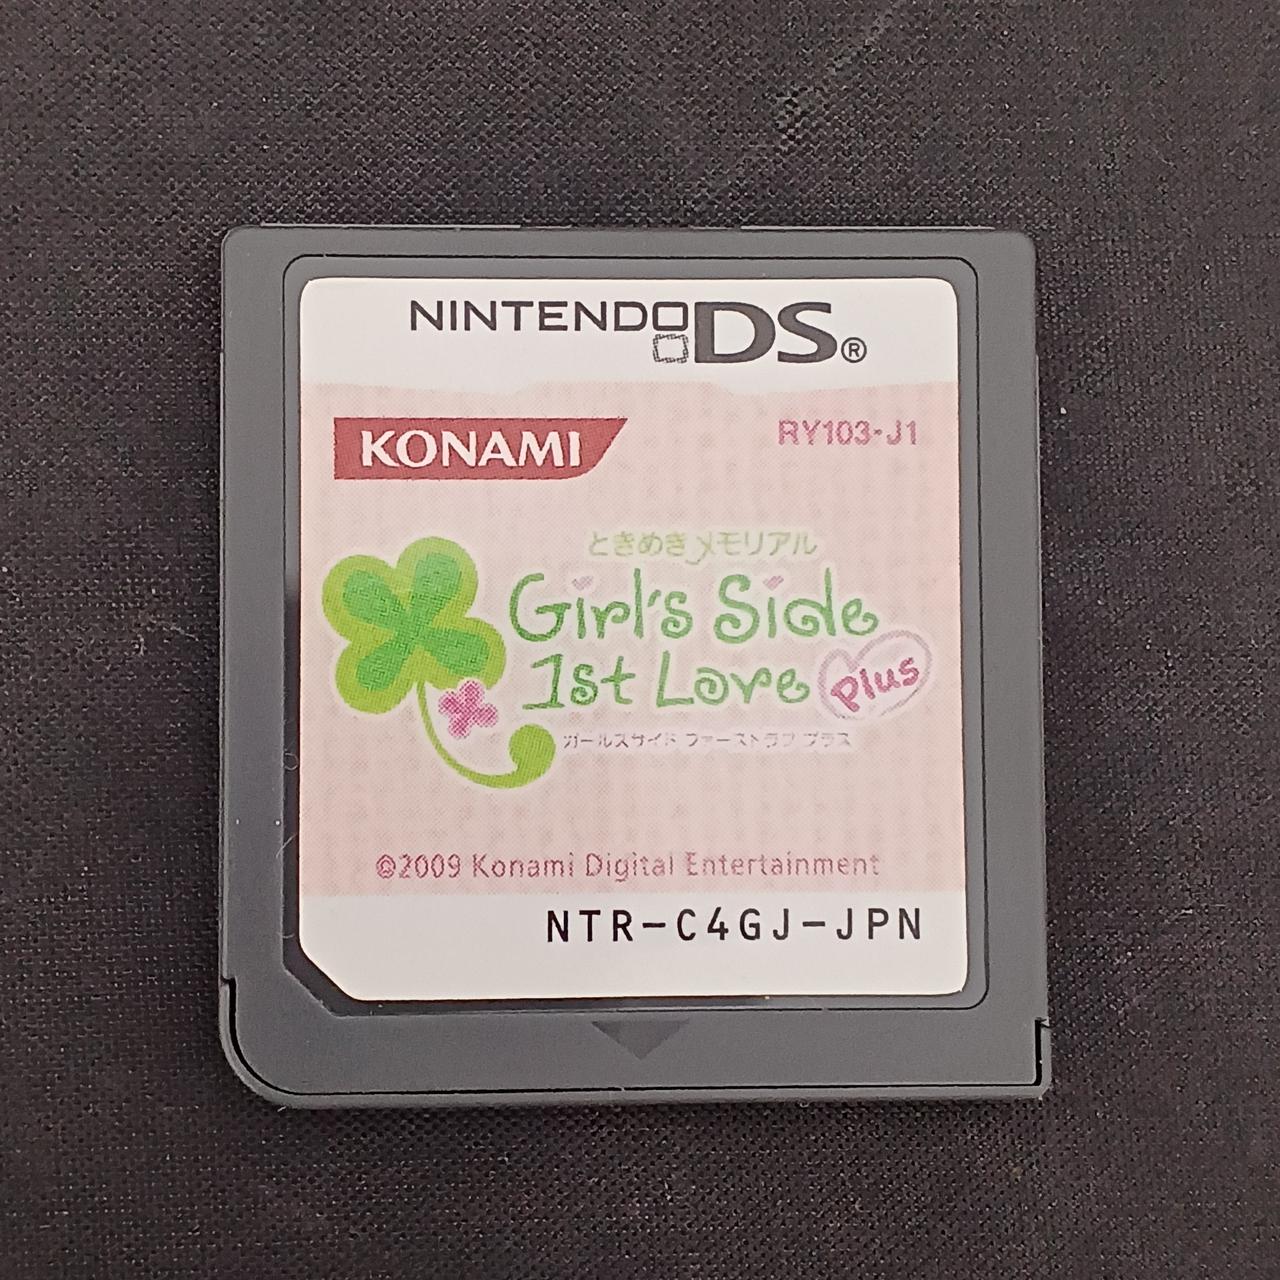 NINTENDO DS®
KONAMI
RY103-J1
ときめきメモリアル
Girl's Side
1st Love Plus
ガールズサイド ファーストラブ プラス
©2009 Konami Digital Entertainment
NTR-C4GJ-JPN